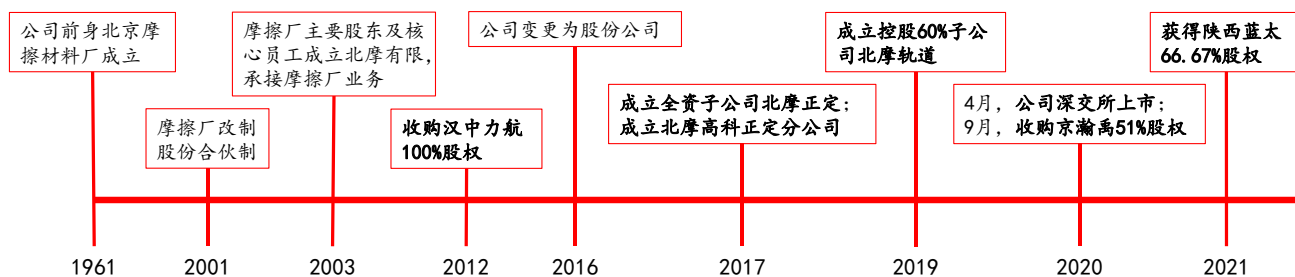 公司前身北京摩
擦材料厂成立
摩擦厂主要股东及核
心员工成立北摩有限，
承接摩擦厂业务
公司变更为股份公司
成立控股60%子公
司北摩轨道
获得陕西蓝太
66.67%股权
摩擦厂改制
股份合伙制
收购汉中力航
100%股权
成立全资子公司北摩正定；
成立北摩高科正定分公司
4月，公司深交所上市；
9月，收购京瀚禹51%股权
1961
2001
2003
2012
2016
2017
2019
2020
2021